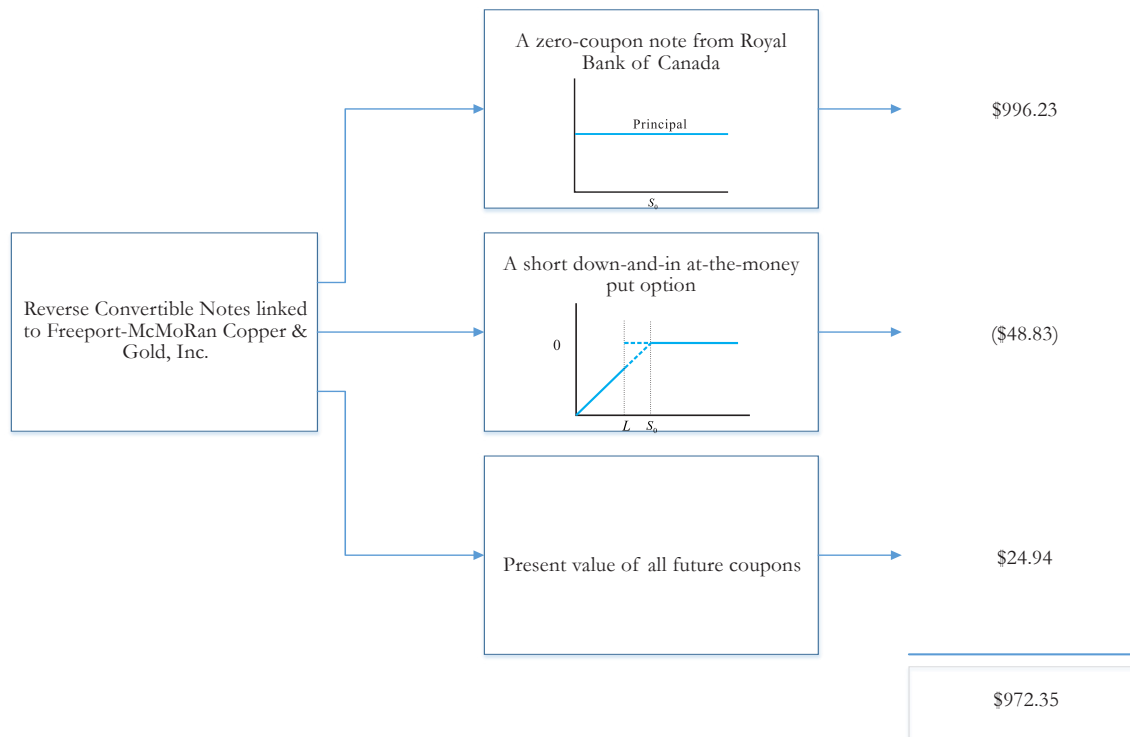 A zero-coupon note from Royal
Bank of Canada
Principal
S₀
$996.23
Reverse Convertible Notes linked
to Freeport-McMoRan Copper &
Gold, Inc.
A short down-and-in at-the-money
put option
0
L S₀
($48.83)
Present value of all future coupons
$24.94
$972.35